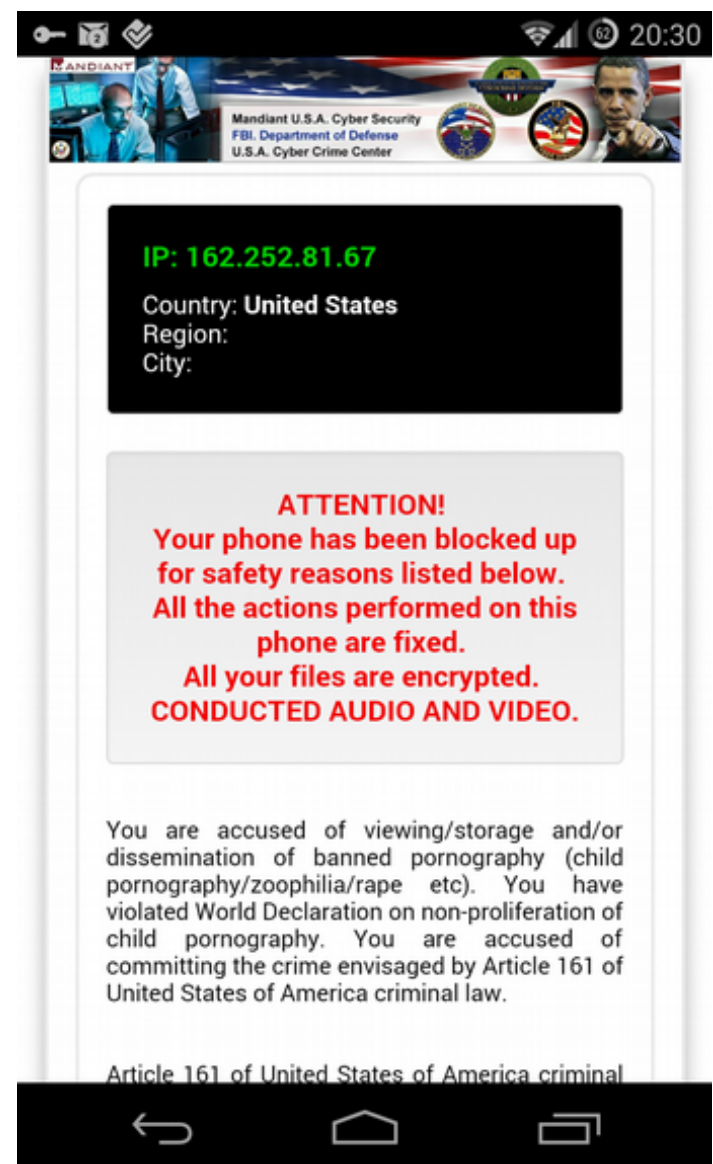 20:30
62
MANDIANT
Mandiant U.S.A. Cyber Security
FBI. Department of Defense
U.S.A. Cyber Crime Center
IP: 162.252.81.67
Country: United States
Region:
City:
ATTENTION!
Your phone has been blocked up
for safety reasons listed below.
All the actions performed on this
phone are fixed.
All your files are encrypted.
CONDUCTED AUDIO AND VIDEO.
You are accused of viewing/storage and/or
dissemination of banned pornography (child
pornography/zoophilia/rape etc). You have
violated World Declaration on non-proliferation of
child pornography. You are accused of
committing the crime envisaged by Article 161 of
United States of America criminal law.
Article 161 of United States of America criminal